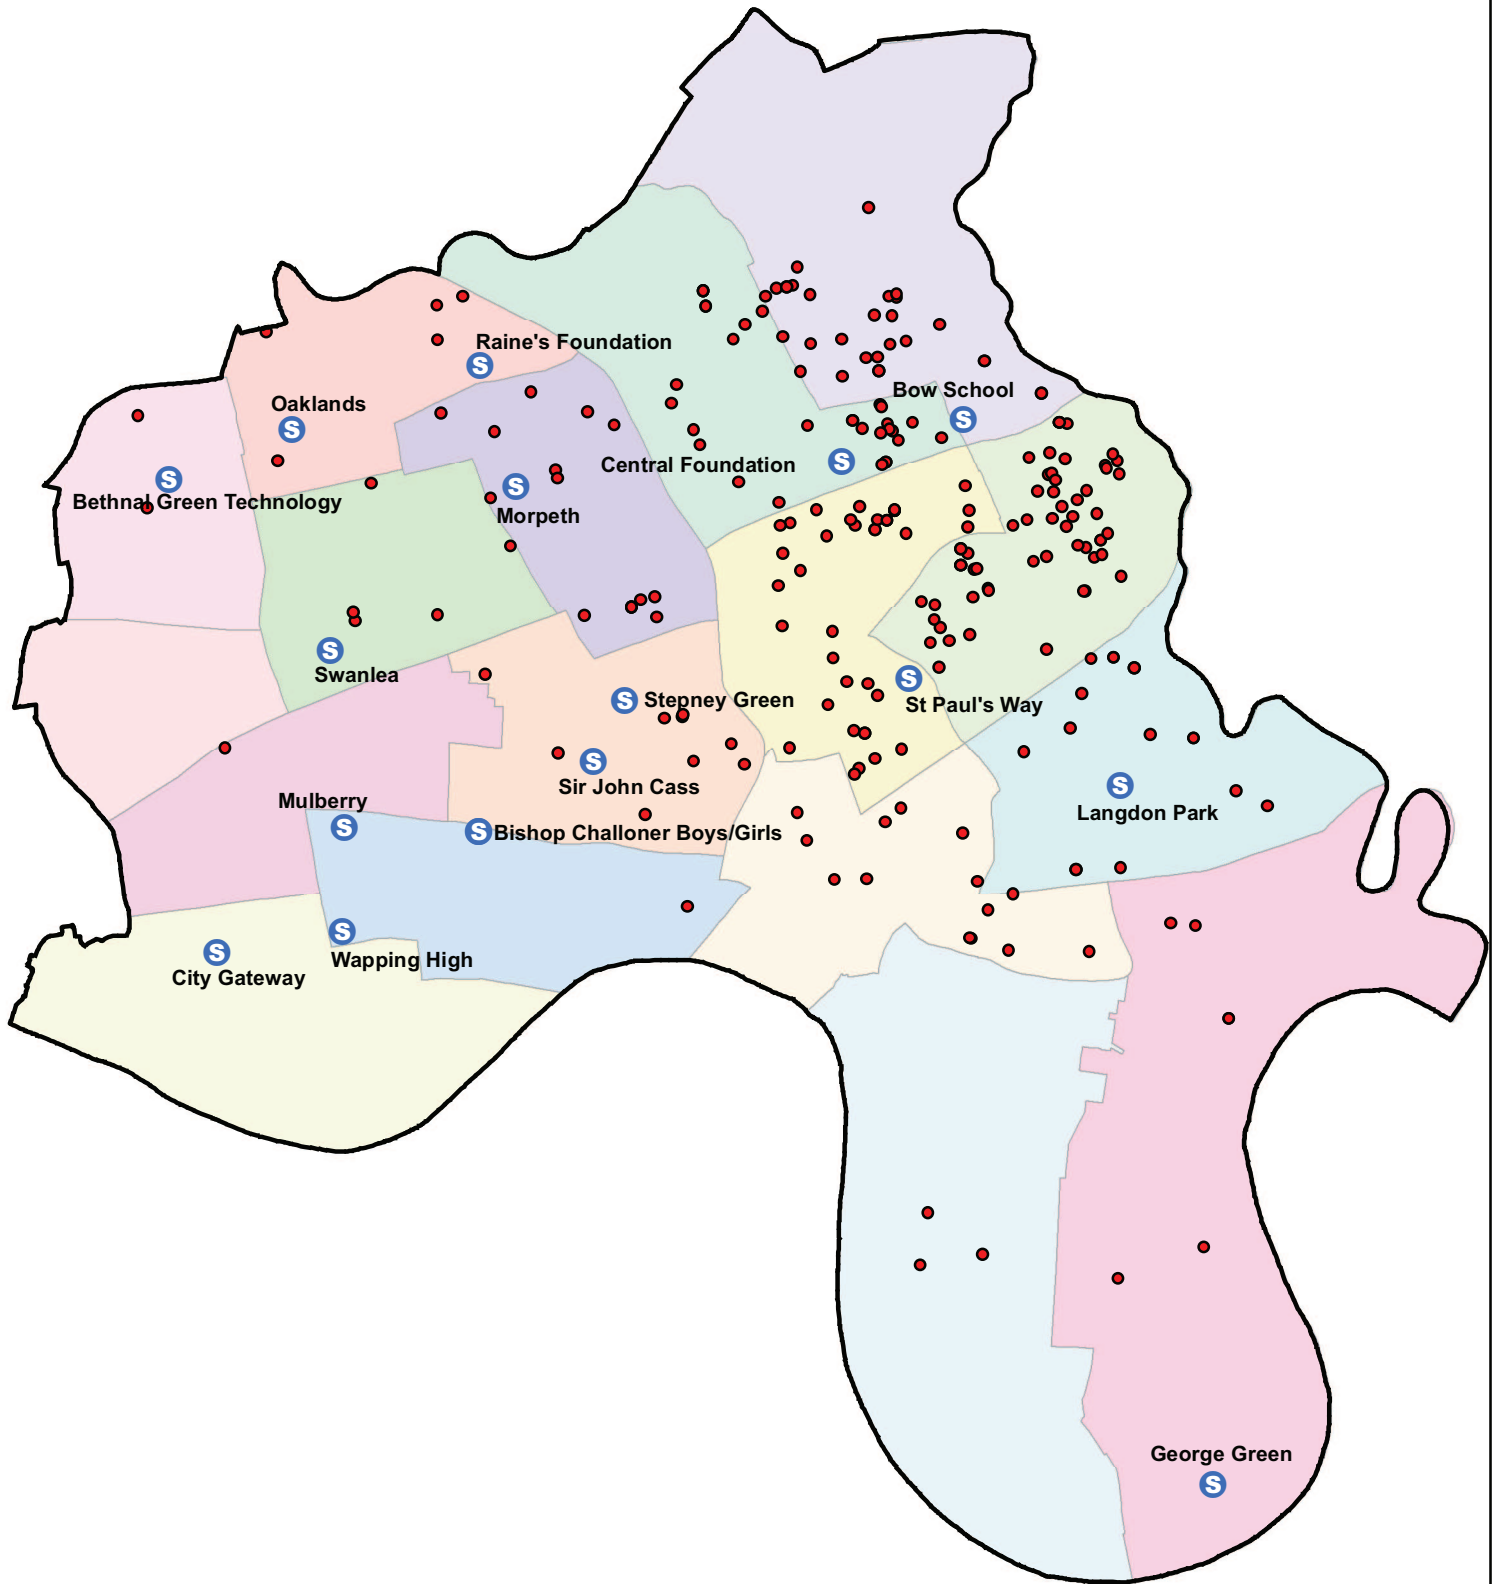 Raine's Foundation
S
Bow School
S
Oaklands
S
Central Foundation
S
S
Bethnal Green Technology
S
Morpeth
S
Swanlea
S
Stepney Green
S
St Paul's Way
S
Sir John Cass
S
Langdon Park
Mulberry
S
S
Bishop Challoner Boys/Girls
S
Wapping High
S
City Gateway
George Green
S